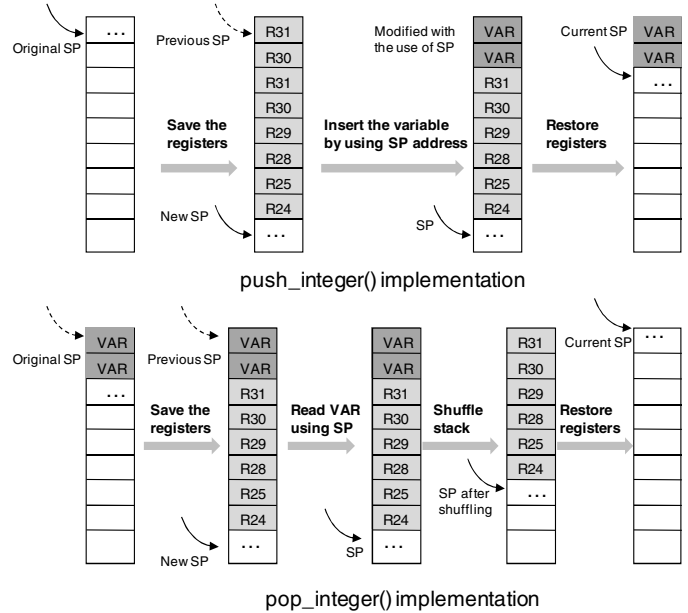 Original SP
...
Save the
registers
Previous SP
R31
R30
R31
R30
R29
R28
R25
R24
...
New SP
Insert the variable
by using SP address
Modified with
the use of SP
VAR
VAR
R31
R30
R29
R28
R25
R24
...
SP
Restore
registers
Current SP
VAR
VAR
...
push_integer() implementation
Original SP
VAR
VAR
...
Save the
registers
Previous SP
VAR
VAR
R31
R30
R29
R28
R25
R24
...
New SP
Read VAR
using SP
VAR
VAR
R31
R30
R29
R28
R25
R24
...
SP
Shuffle
stack
R31
R30
R29
R28
R25
R24
...
SP after
shuffling
Restore
registers
Current SP
...
pop_integer() implementation